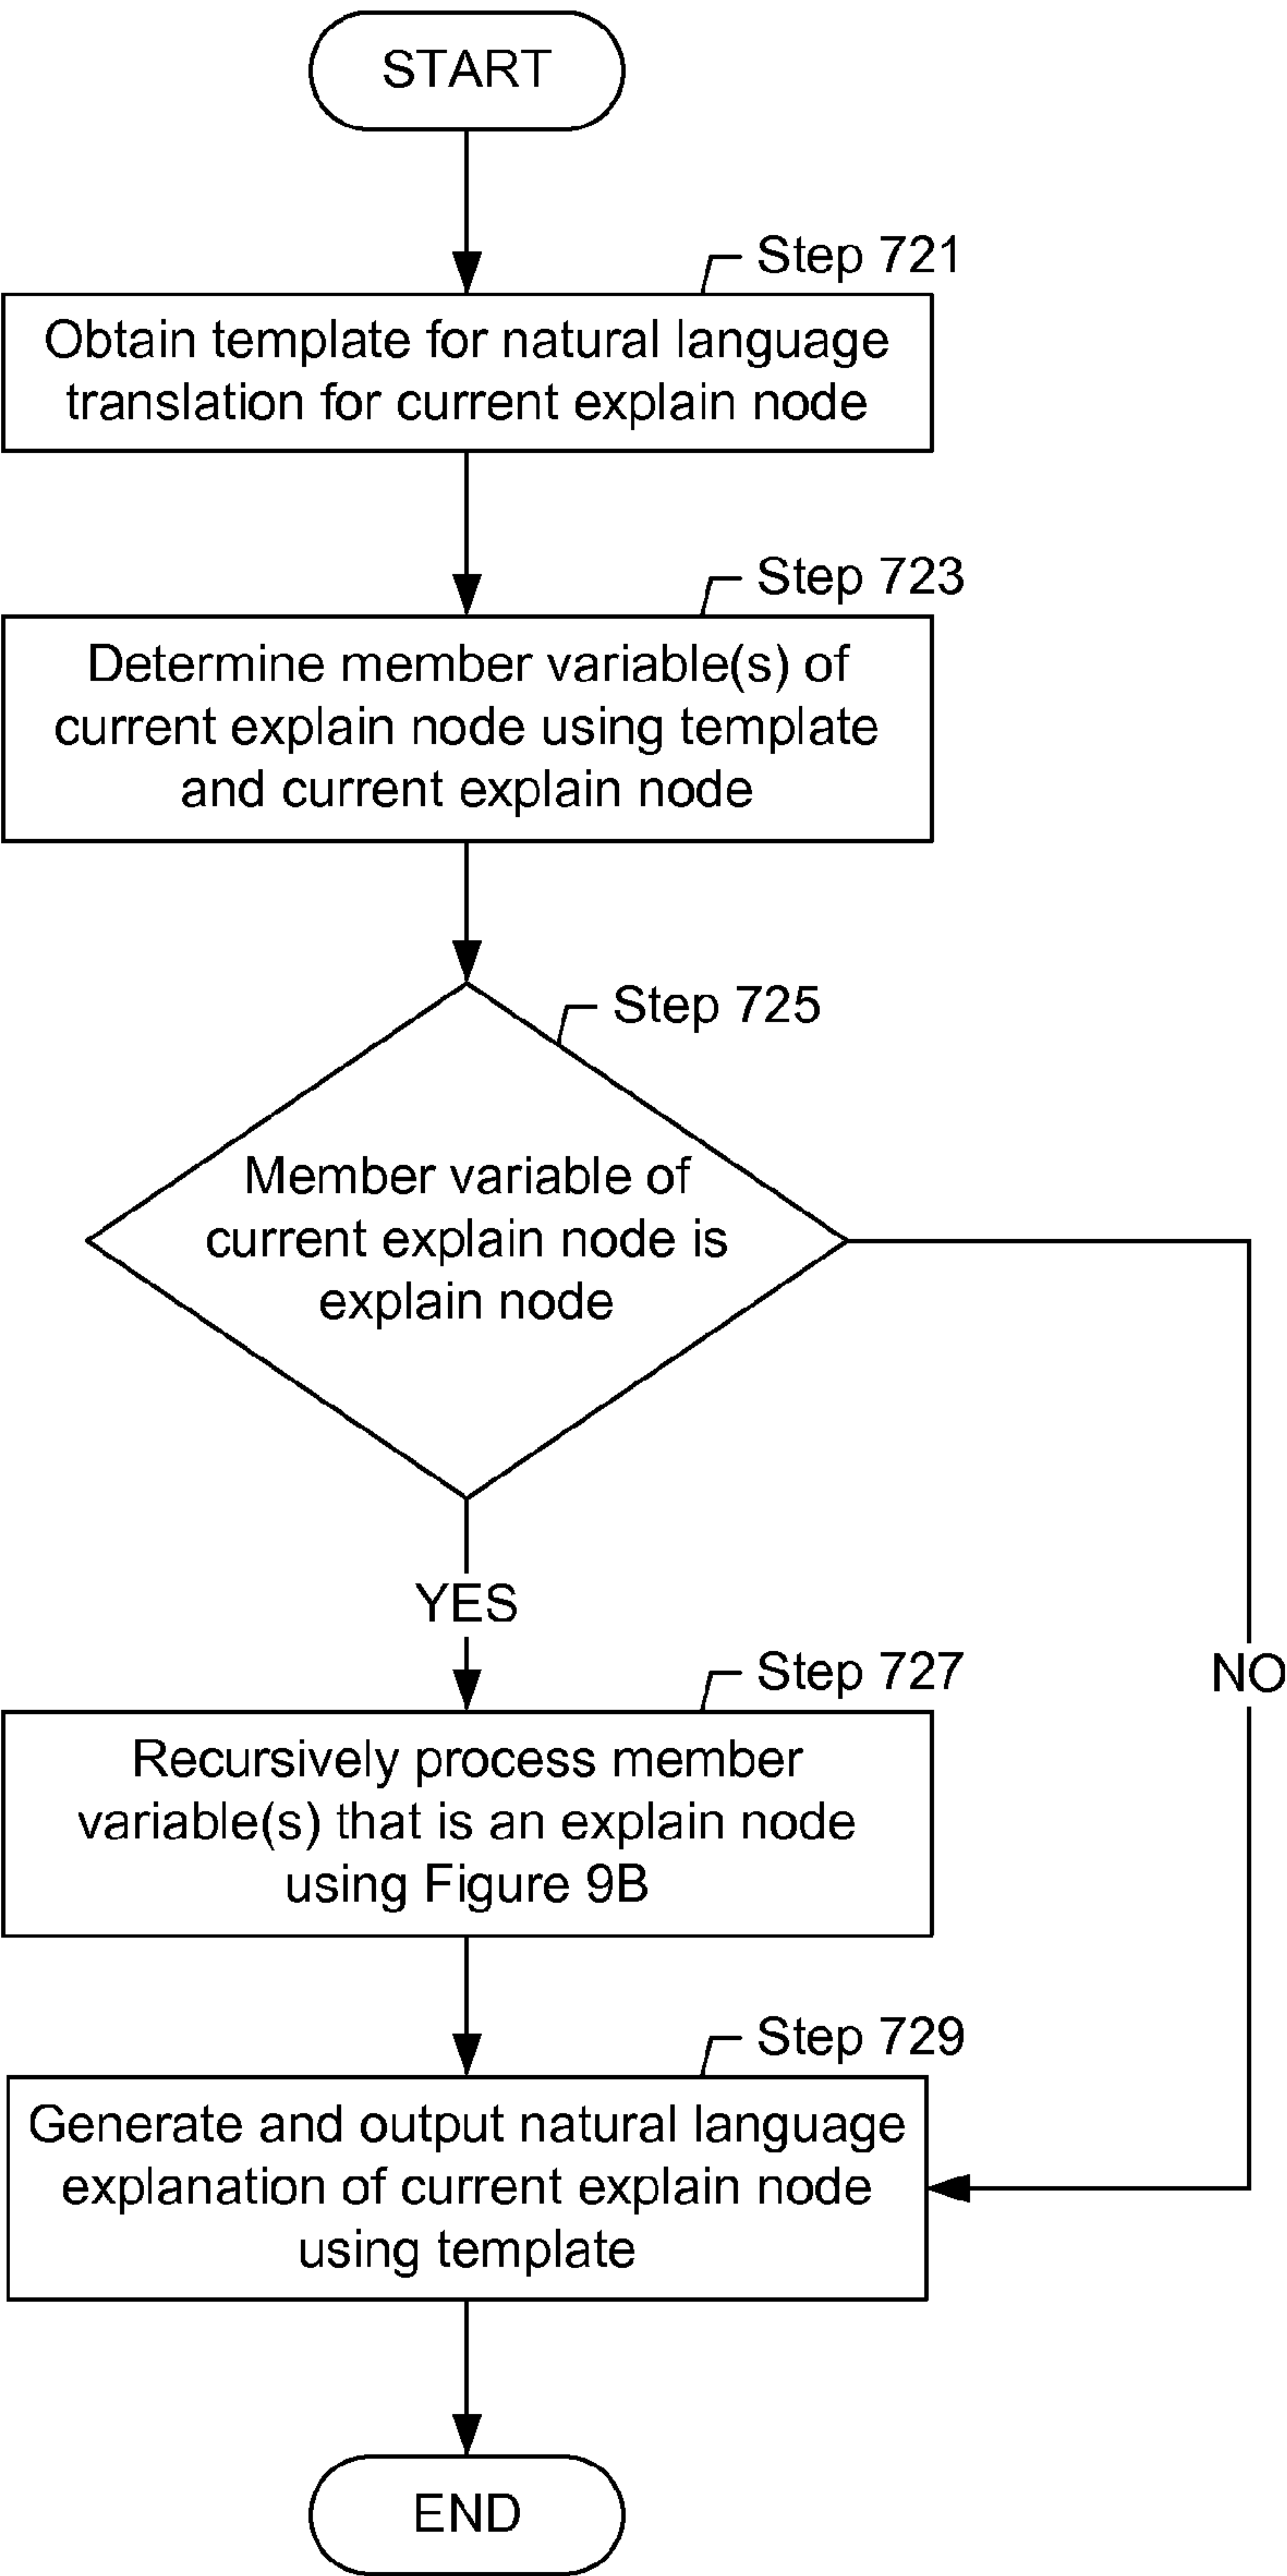 START
Step 721
Obtain template for natural language
translation for current explain node
Step 723
Determine member variable(s) of
current explain node using template
and current explain node
Step 725
Member variable of
current explain node is
explain node
YES
NO
Step 727
Recursively process member
variable(s) that is an explain node
using Figure 9B
Step 729
Generate and output natural language
explanation of current explain node
using template
END